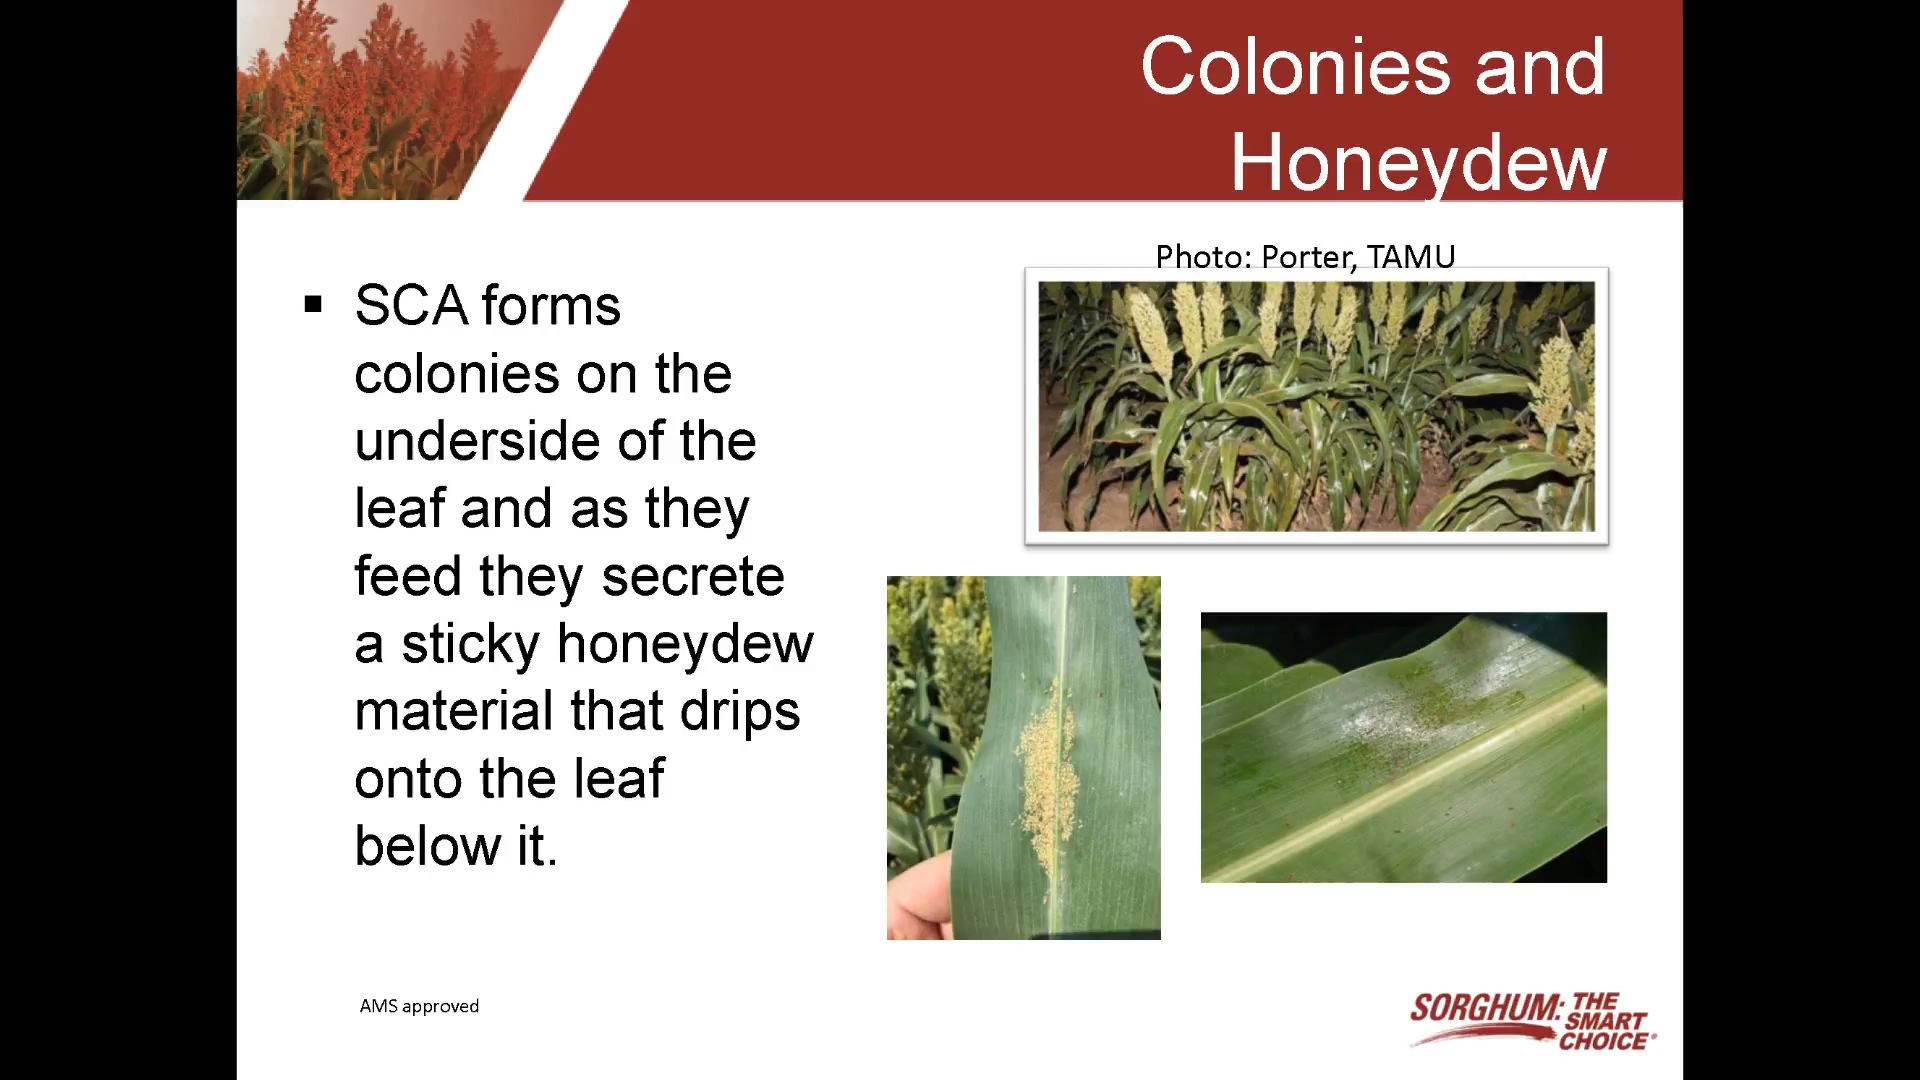 Colonies and
Honeydew
Photo: Porter, TAMU
▪ SCA forms
colonies on the
underside of the
leaf and as they
feed they secrete
a sticky honeydew
material that drips
onto the leaf
below it.
AMS approved
SORGHUM: THE
SMART
CHOICE